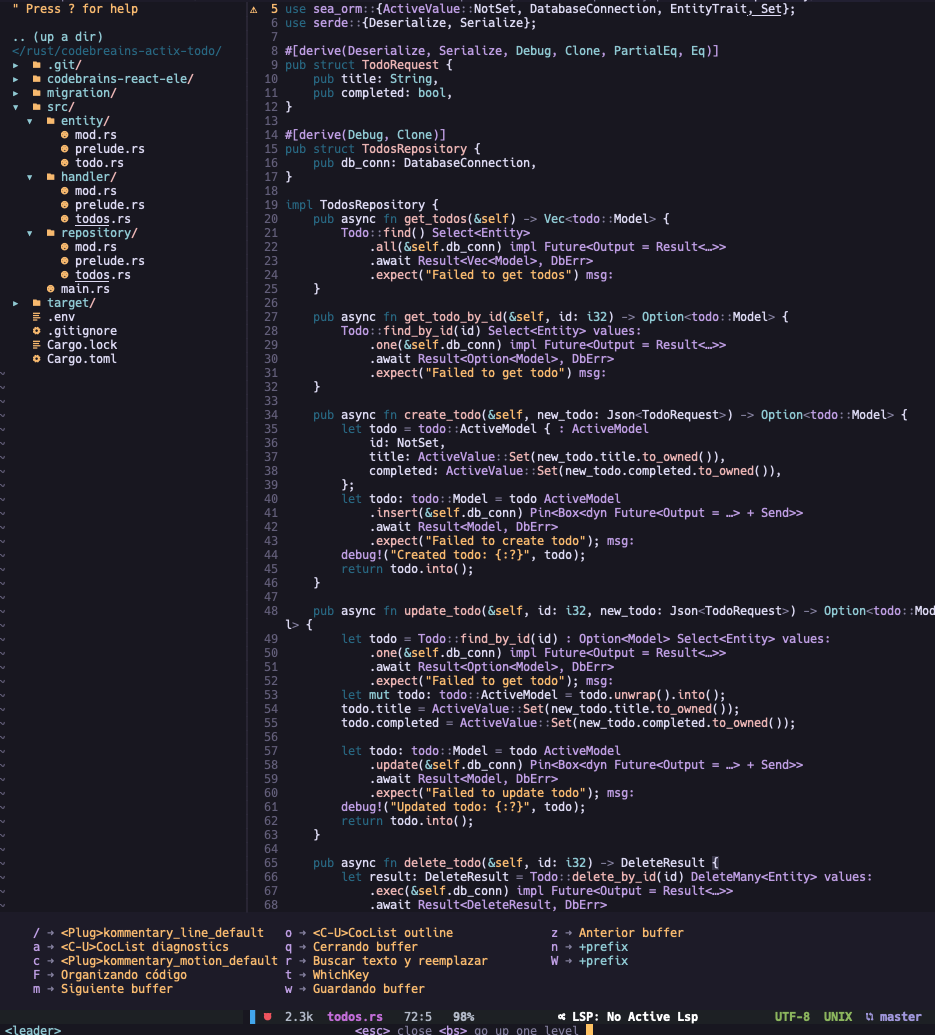 " Press ? for help
.. (up a dir)
</rust/codebreains-actix-todo/
▸ .git/
▸ codebrains-react-ele/
▸ migration/
▾ src/
▾ entity/
mod.rs
prelude.rs
todo.rs
▾ handler/
mod.rs
prelude.rs
todos.rs
▾ repository/
mod.rs
prelude.rs
todos.rs
main.rs
▸ target/
.env
.gitignore
Cargo.lock
Cargo.toml
5 use sea_orm::{ActiveValue::NotSet, DatabaseConnection, EntityTrait, Set};
6 use serde::{Deserialize, Serialize};
7
8 #[derive(Deserialize, Serialize, Debug, Clone, PartialEq, Eq)]
9 pub struct TodoRequest {
10 pub title: String,
11 pub completed: bool,
12 }
13
14 #[derive(Debug, Clone)]
15 pub struct TodosRepository {
16 pub db_conn: DatabaseConnection,
17 }
18
19 impl TodosRepository {
20 pub async fn get_todos(&self) -> Vec<todo::Model> {
21 Todo::find() Select<Entity>
22 .all(&self.db_conn) impl Future<Output = Result<…>>
23 .await Result<Vec<Model>, DbErr>
24 .expect("Failed to get todos") msg:
25 }
26
27 pub async fn get_todo_by_id(&self, id: i32) -> Option<todo::Model> {
28 Todo::find_by_id(id) Select<Entity> values:
29 .one(&self.db_conn) impl Future<Output = Result<…>>
30 .await Result<Option<Model>, DbErr>
31 .expect("Failed to get todo") msg:
32 }
33
34 pub async fn create_todo(&self, new_todo: Json<TodoRequest>) -> Option<todo::Model> {
35 let todo = todo::ActiveModel { : ActiveModel
36 id: NotSet,
37 title: ActiveValue::Set(new_todo.title.to_owned()),
38 completed: ActiveValue::Set(new_todo.completed.to_owned()),
39 };
40 let todo: todo::Model = todo ActiveModel
41 .insert(&self.db_conn) Pin<Box<dyn Future<Output = …> + Send>>
42 .await Result<Model, DbErr>
43 .expect("Failed to create todo"); msg:
44 debug!("Created todo: {:?}", todo);
45 return todo.into();
46 }
47
48 pub async fn update_todo(&self, id: i32, new_todo: Json<TodoRequest>) -> Option<todo::Mod
l> {
49 let todo = Todo::find_by_id(id) : Option<Model> Select<Entity> values:
50 .one(&self.db_conn) impl Future<Output = Result<…>>
51 .await Result<Option<Model>, DbErr>
52 .expect("Failed to get todo"); msg:
53 let mut todo: todo::ActiveModel = todo.unwrap().into();
54 todo.title = ActiveValue::Set(new_todo.title.to_owned());
55 todo.completed = ActiveValue::Set(new_todo.completed.to_owned());
56
57 let todo: todo::Model = todo ActiveModel
58 .update(&self.db_conn) Pin<Box<dyn Future<Output = …> + Send>>
59 .await Result<Model, DbErr>
60 .expect("Failed to update todo"); msg:
61 debug!("Updated todo: {:?}", todo);
62 return todo.into();
63 }
64
65 pub async fn delete_todo(&self, id: i32) -> DeleteResult {
66 let result: DeleteResult = Todo::delete_by_id(id) DeleteMany<Entity> values:
67 .exec(&self.db_conn) impl Future<Output = Result<…>>
68 .await Result<DeleteResult, DbErr>
/ → <Plug>kommentary_line_default o → <C-U>CocList outline z → Anterior buffer
a → <C-U>CocList diagnostics q → Cerrando buffer n → +prefix
c → <Plug>kommentary_motion_default r → Buscar texto y reemplazar W → +prefix
F → Organizando código t → WhichKey
m → Siguiente buffer w → Guardando buffer
2.3k todos.rs 72:5 98% LSP: No Active Lsp UTF-8 UNIX master
<leader> <esc> close <bs> go up one level